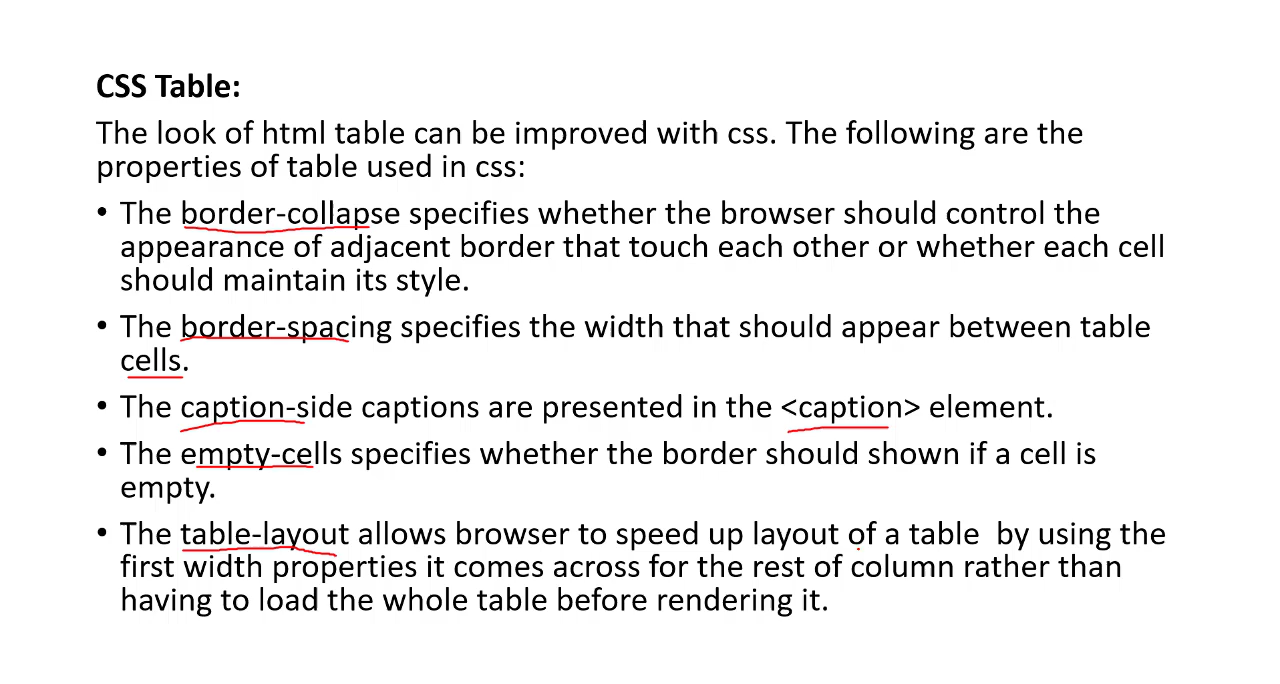 CSS Table:
The look of html table can be improved with css. The following are the
properties of table used in css:
• The border-collapse specifies whether the browser should control the
appearance of adjacent border that touch each other or whether each cell
should maintain its style.
• The border-spacing specifies the width that should appear between table
cells.
• The caption-side captions are presented in the <caption> element.
• The empty-cells specifies whether the border should shown if a cell is
empty.
• The table-layout allows browser to speed up layout of a table  by using the
first width properties it comes across for the rest of column rather than
having to load the whole table before rendering it.